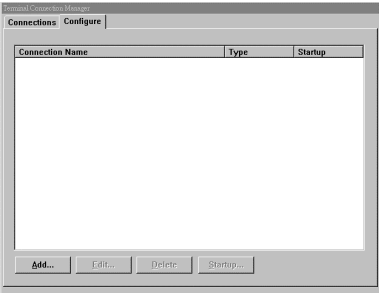 Terminal Connection Manager
Connections Configure
Connection Name Type Startup
Add... Edit... Delete Startup...